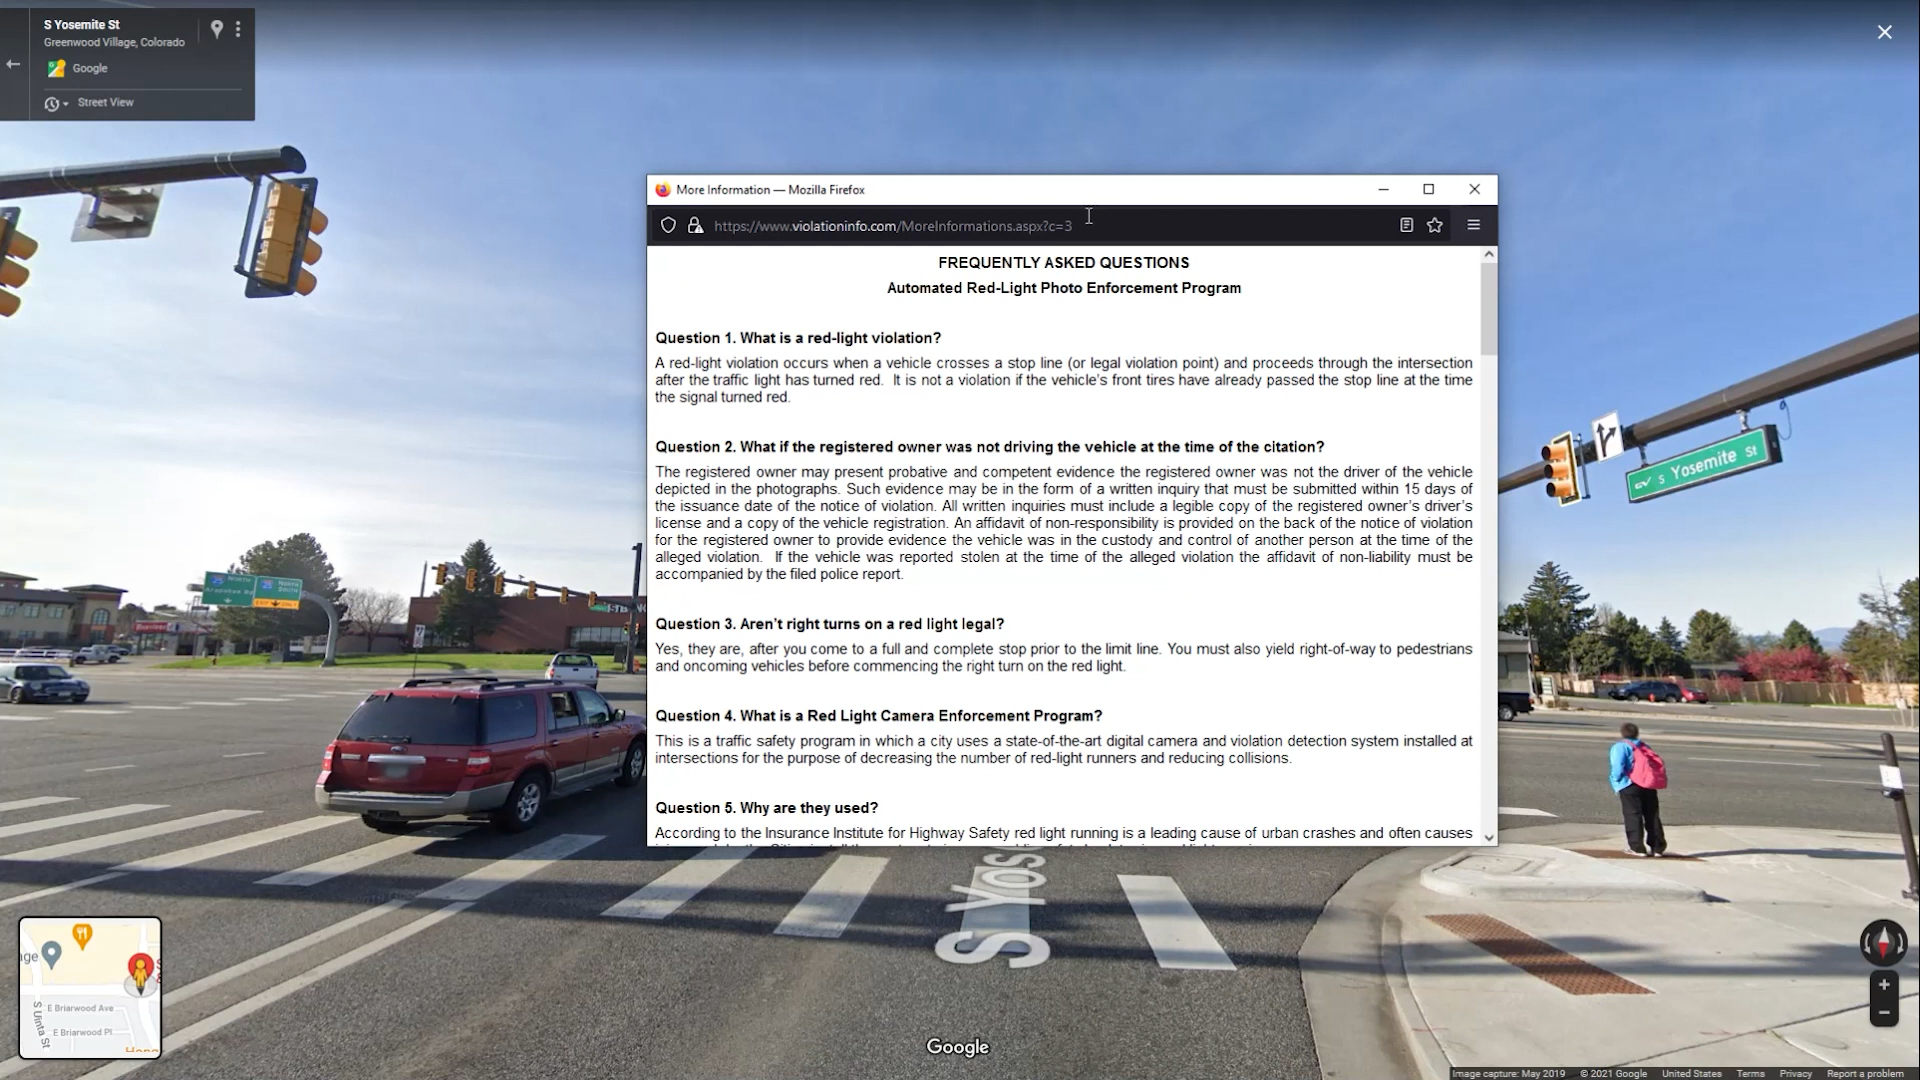 S Yosemite St
Greenwood Village, Colorado
Google
Street View
More Information — Mozilla Firefox
https://www.violationinfo.com/MoreInformations.aspx?c=3
FREQUENTLY ASKED QUESTIONS
Automated Red-Light Photo Enforcement Program
Question 1. What is a red-light violation?
A red-light violation occurs when a vehicle crosses a stop line (or legal violation point) and proceeds through the intersection
after the traffic light has turned red. It is not a violation if the vehicle's front tires have already passed the stop line at the time
the signal turned red.
Question 2. What if the registered owner was not driving the vehicle at the time of the citation?
The registered owner may present probative and competent evidence the registered owner was not the driver of the vehicle
depicted in the photographs. Such evidence may be in the form of a written inquiry that must be submitted within 15 days of
the issuance date of the notice of violation. All written inquiries must include a legible copy of the registered owner's driver's
license and a copy of the vehicle registration. An affidavit of non-responsibility is provided on the back of the notice of violation
for the registered owner to provide evidence the vehicle was in the custody and control of another person at the time of the
alleged violation. If the vehicle was reported stolen at the time of the alleged violation the affidavit of non-liability must be
accompanied by the filed police report.
Question 3. Aren't right turns on a red light legal?
Yes, they are, after you come to a full and complete stop prior to the limit line. You must also yield right-of-way to pedestrians
and oncoming vehicles before commencing the right turn on the red light.
Question 4. What is a Red Light Camera Enforcement Program?
This is a traffic safety program in which a city uses a state-of-the-art digital camera and violation detection system installed at
intersections for the purpose of decreasing the number of red-light runners and reducing collisions.
Question 5. Why are they used?
According to the Insurance Institute for Highway Safety red light running is a leading cause of urban crashes and often causes
S Yosemite St
NORTH
Arapahoe Rd
S Yos
E Briarwood Ave
E Briarwood Pl
S Uinta St
Google
Image capture: May 2019 © 2021 Google United States Terms Privacy Report a problem